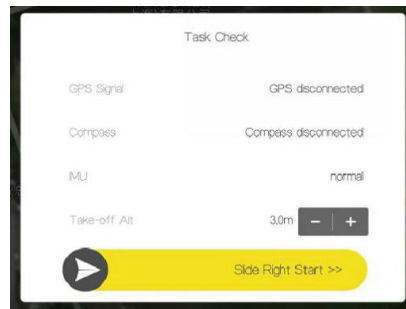 Task Check
GPS Signal GPS disconnected
Compass Compass disconnected
IMU normal
Take-off Alt 3.0m - | +
Slide Right Start >>